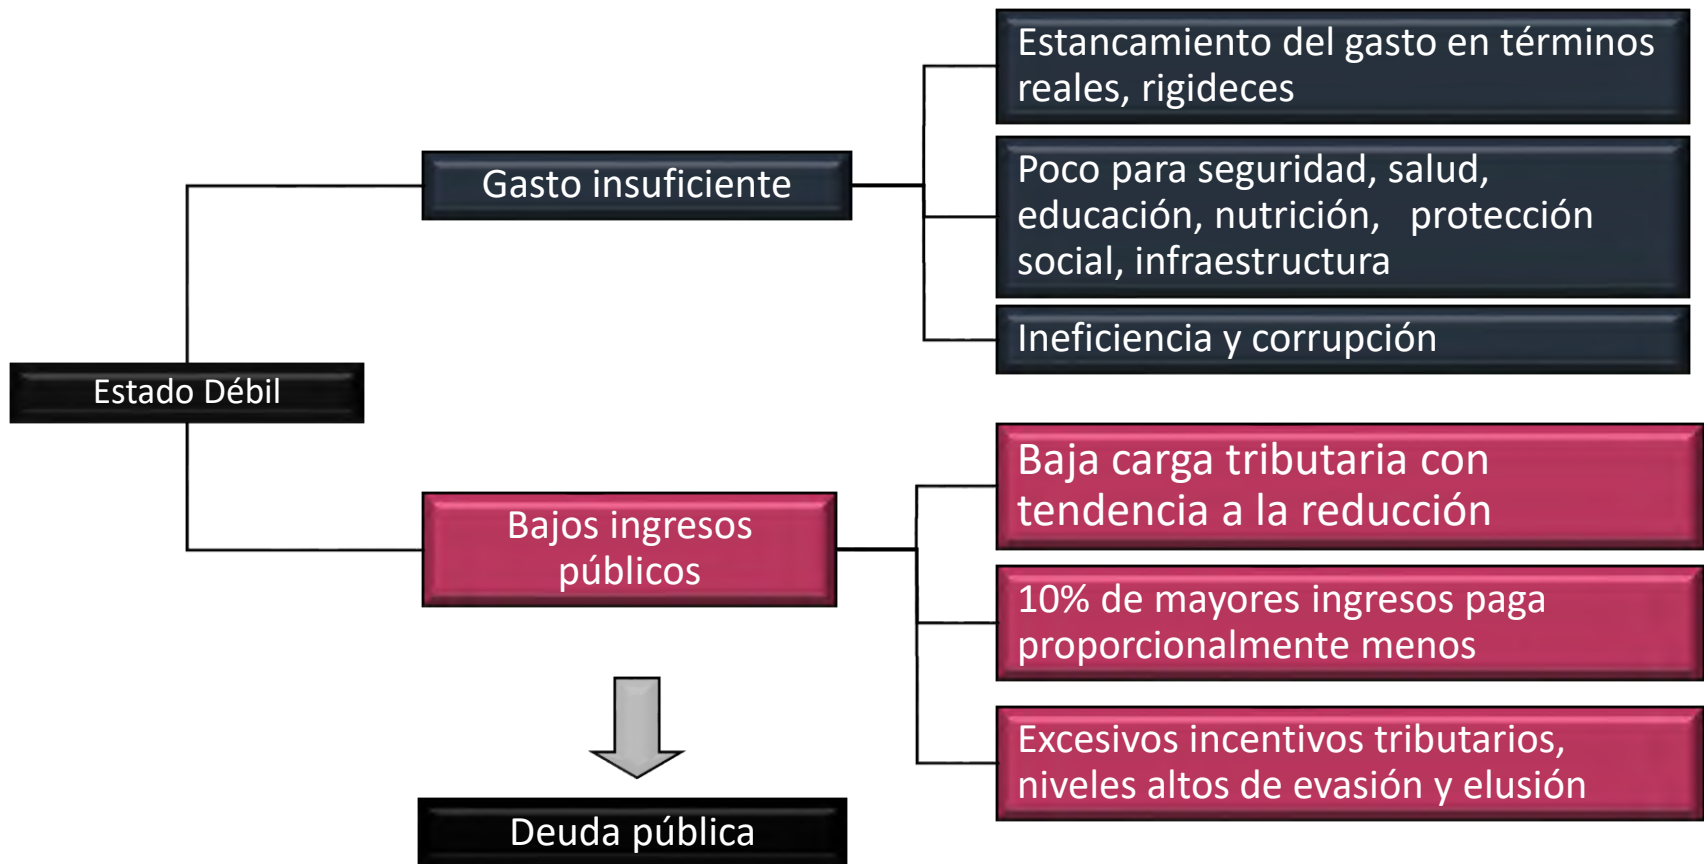 Estado Débil
Gasto insuficiente
Estancamiento del gasto en términos
reales, rigideces
Poco para seguridad, salud,
educación, nutrición, protección
social, infraestructura
Ineficiencia y corrupción
Bajos ingresos
públicos
Baja carga tributaria con
tendencia a la reducción
10% de mayores ingresos paga
proporcionalmente menos
Excesivos incentivos tributarios,
niveles altos de evasión y elusión
Deuda pública